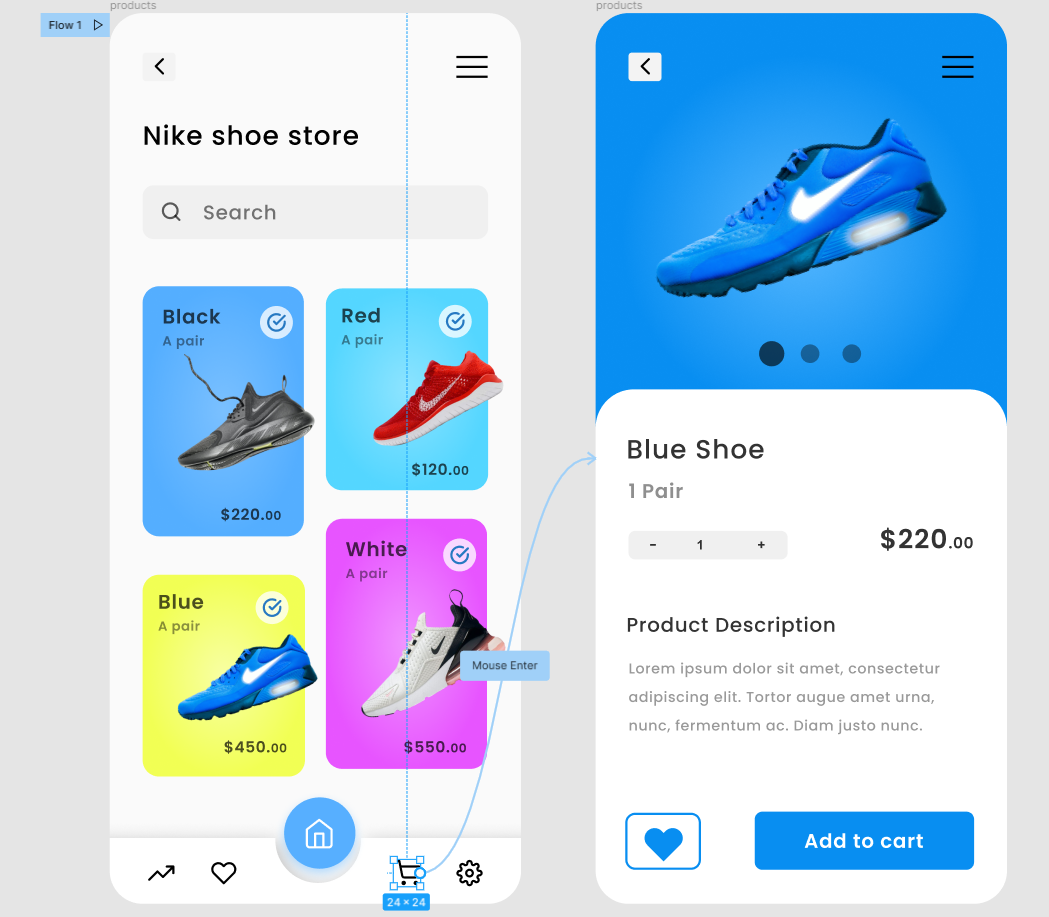 products
products
Flow 1
Nike shoe store
Search
Black
A pair
$220.00
Red
A pair
$120.00
Blue
A pair
$450.00
White
A pair
$550.00
Mouse Enter
24 × 24
Blue Shoe
1 Pair
- 1 +
$220.00
Product Description
Lorem ipsum dolor sit amet, consectetur
adipiscing elit. Tortor augue amet urna,
nunc, fermentum ac. Diam justo nunc.
Add to cart